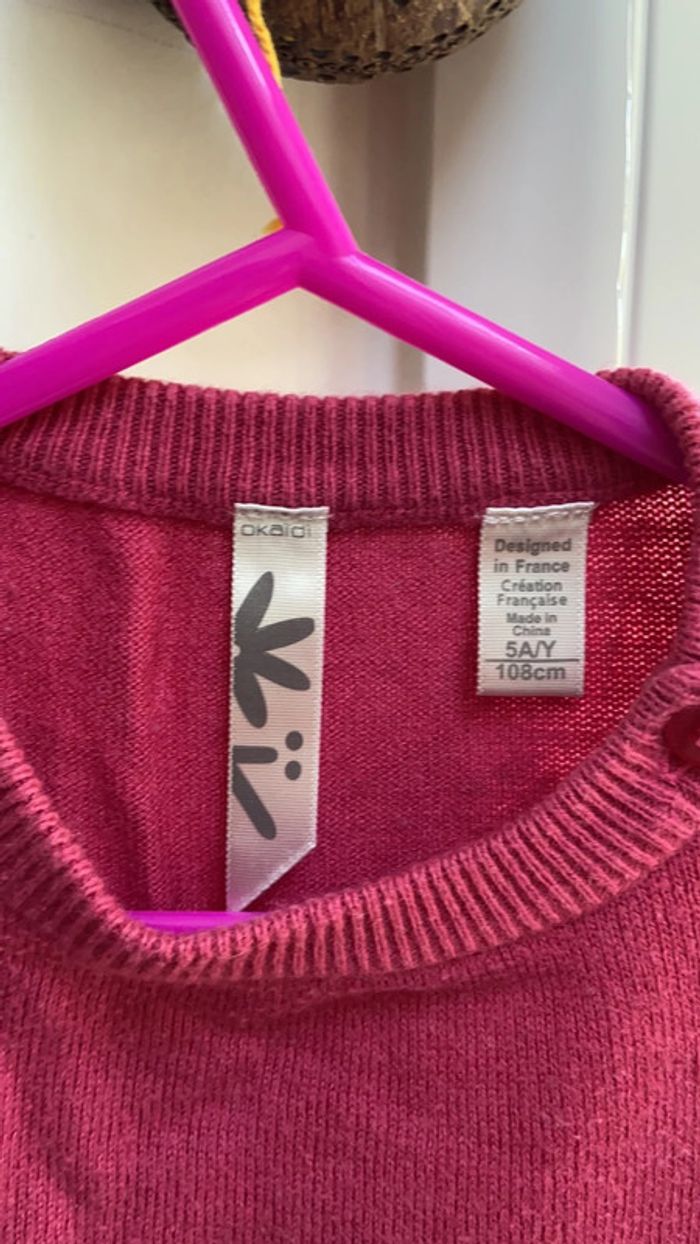 okaïdi
Designed
in France
Création
Française
Made in
China
5A/Y
108cm